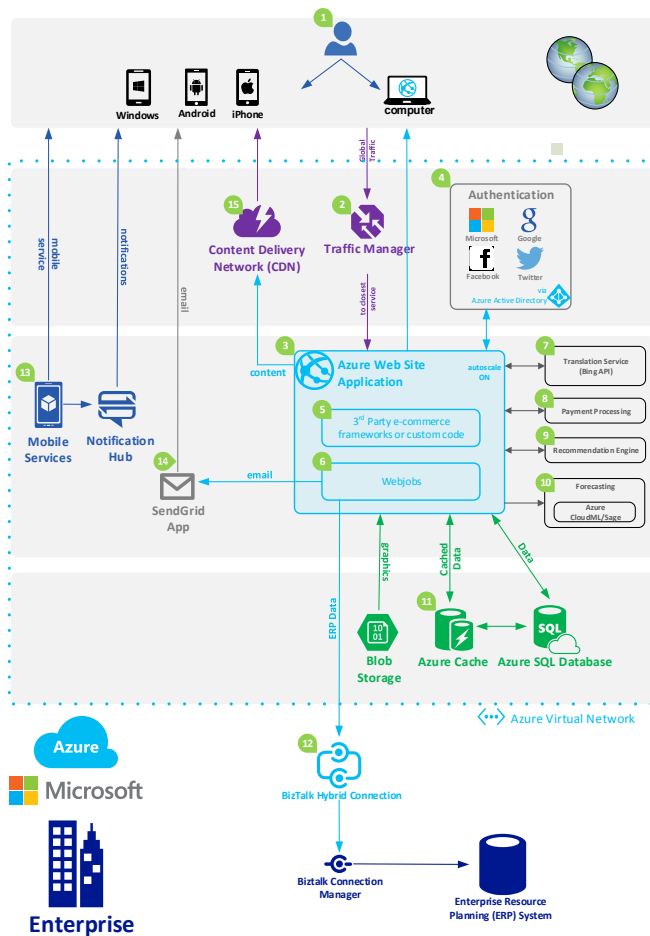 1
Windows
Android
iPhone
computer
Global
Traffic
mobile
service
notifications
email
15
Content Delivery
Network (CDN)
2
Traffic Manager
to closest
service
4
Authentication
Microsoft
g
Google
f
Facebook
Twitter
via
Azure Active Directory
3
Azure Web Site
Application
autoscale
ON
content
5
3rd Party e-commerce
frameworks or custom code
6
Webjobs
email
7
Translation Service
(Bing API)
8
Payment Processing
9
Recommendation Engine
10
Forecasting
Azure
CloudML/Sage
13
Mobile
Services
Notification
Hub
14
SendGrid
App
graphics
Cached
Data
Data
ERP Data
10
01
Blob
Storage
11
Azure Cache
SQL
Azure SQL Database
Azure Virtual Network
Azure
Microsoft
Enterprise
12
BizTalk Hybrid Connection
Biztalk Connection
Manager
Enterprise Resource
Planning (ERP) System